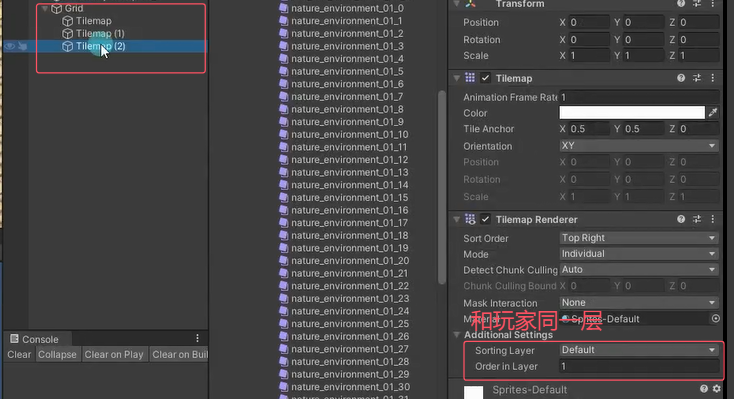 Grid
Tilemap
Tilemap (1)
Tilemap (2)
Console
Clear
Collapse
Clear on Play
Clear on Buil
nature_environment_01_0
nature_environment_01_1
nature_environment_01_2
nature_environment_01_3
nature_environment_01_4
nature_environment_01_5
nature_environment_01_6
nature_environment_01_7
nature_environment_01_8
nature_environment_01_9
nature_environment_01_10
nature_environment_01_11
nature_environment_01_12
nature_environment_01_13
nature_environment_01_14
nature_environment_01_15
nature_environment_01_16
nature_environment_01_17
nature_environment_01_18
nature_environment_01_19
nature_environment_01_20
nature_environment_01_21
nature_environment_01_22
nature_environment_01_23
nature_environment_01_24
nature_environment_01_25
nature_environment_01_26
nature_environment_01_27
nature_environment_01_28
nature_environment_01_29
nature_environment_01_30
Transform
Position X 0 Y 0 Z 0
Rotation X 0 Y 0 Z 0
Scale X 1 Y 1 Z 1
Tilemap
Animation Frame Rate 1
Color
Tile Anchor X 0.5 Y 0.5 Z 0
Orientation XY
Position X 0 Y 0 Z 0
Rotation X 0 Y 0 Z 0
Scale X 1 Y 1 Z 1
Tilemap Renderer
Sort Order Top Right
Mode Individual
Detect Chunk Culling Auto
Chunk Culling Bound X 0 Y 0 Z 0
Mask Interaction None
和玩家同一层
Sprites-Default
Additional Settings
Sorting Layer Default
Order in Layer 1
Sprites-Default